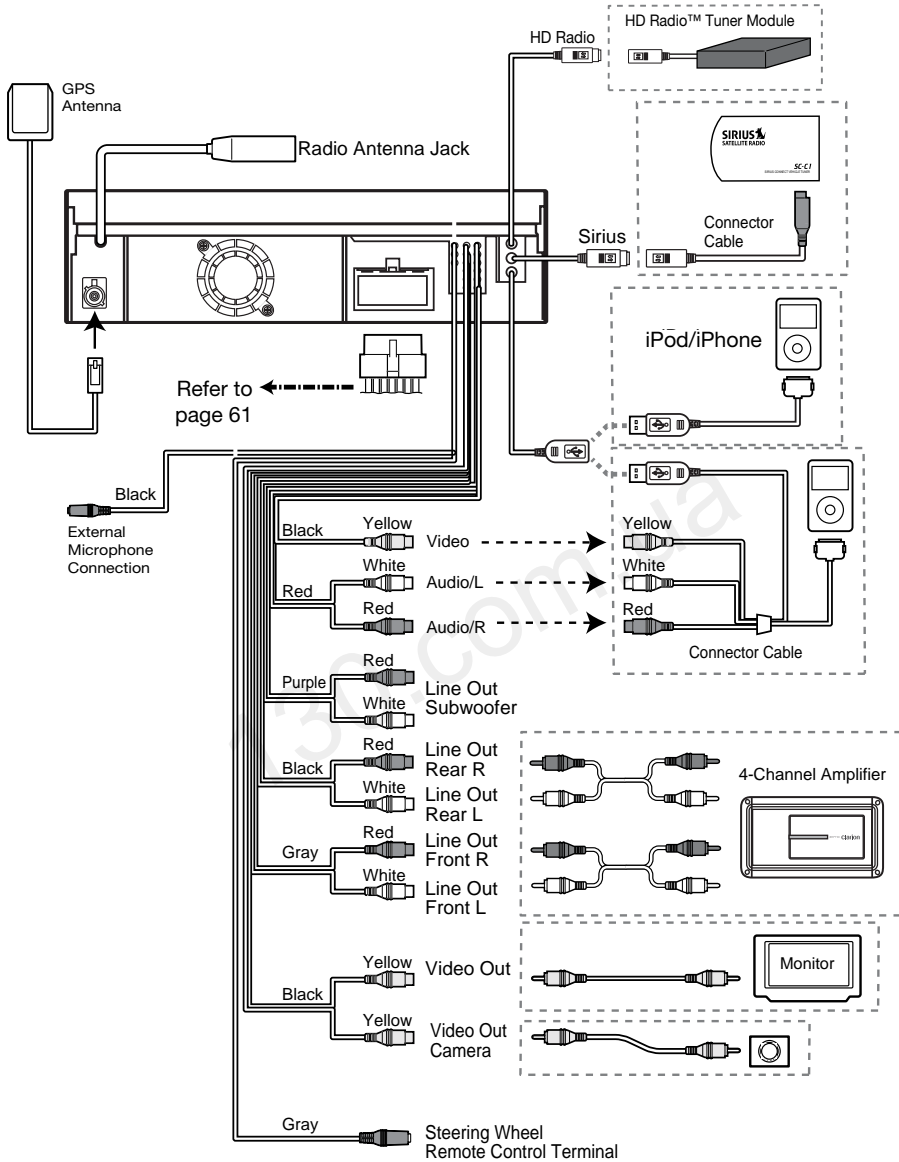 HD Radio™ Tuner Module
HD Radio
GPS
Antenna
Radio Antenna Jack
SIRIUS
SATELLITE RADIO
SC-C1
Connector
Cable
Sirius
iPod/iPhone
Refer to
page 61
Black
External
Microphone
Connection
Black
Yellow
Video
Yellow
White
Audio/L
White
Red
Red
Audio/R
Red
Connector Cable
Purple
Red
White
Line Out
Subwoofer
Black
Red
Line Out
Rear R
White
Line Out
Rear L
4-Channel Amplifier
clarion
Gray
Red
Line Out
Front R
White
Line Out
Front L
Black
Yellow
Video Out
Monitor
Yellow
Video Out
Camera
Gray
Steering Wheel
Remote Control Terminal
130.com.ua